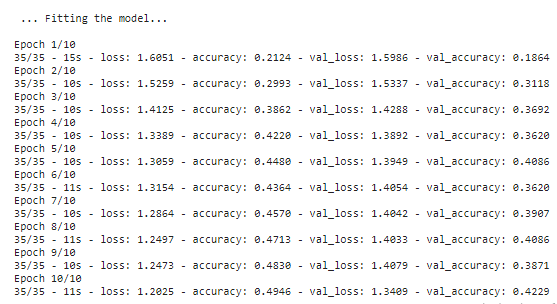 ... Fitting the model...
Epoch 1/10
35/35 - 15s - loss: 1.6051 - accuracy: 0.2124 - val_loss: 1.5986 - val_accuracy: 0.1864
Epoch 2/10
35/35 - 10s - loss: 1.5259 - accuracy: 0.2993 - val_loss: 1.5337 - val_accuracy: 0.3118
Epoch 3/10
35/35 - 10s - loss: 1.4125 - accuracy: 0.3862 - val_loss: 1.4288 - val_accuracy: 0.3692
Epoch 4/10
35/35 - 10s - loss: 1.3389 - accuracy: 0.4220 - val_loss: 1.3892 - val_accuracy: 0.3620
Epoch 5/10
35/35 - 10s - loss: 1.3059 - accuracy: 0.4480 - val_loss: 1.3949 - val_accuracy: 0.4086
Epoch 6/10
35/35 - 11s - loss: 1.3154 - accuracy: 0.4364 - val_loss: 1.4054 - val_accuracy: 0.3620
Epoch 7/10
35/35 - 10s - loss: 1.2864 - accuracy: 0.4570 - val_loss: 1.4042 - val_accuracy: 0.3907
Epoch 8/10
35/35 - 11s - loss: 1.2497 - accuracy: 0.4713 - val_loss: 1.4033 - val_accuracy: 0.4086
Epoch 9/10
35/35 - 10s - loss: 1.2473 - accuracy: 0.4830 - val_loss: 1.4079 - val_accuracy: 0.3871
Epoch 10/10
35/35 - 11s - loss: 1.2025 - accuracy: 0.4946 - val_loss: 1.3409 - val_accuracy: 0.4229